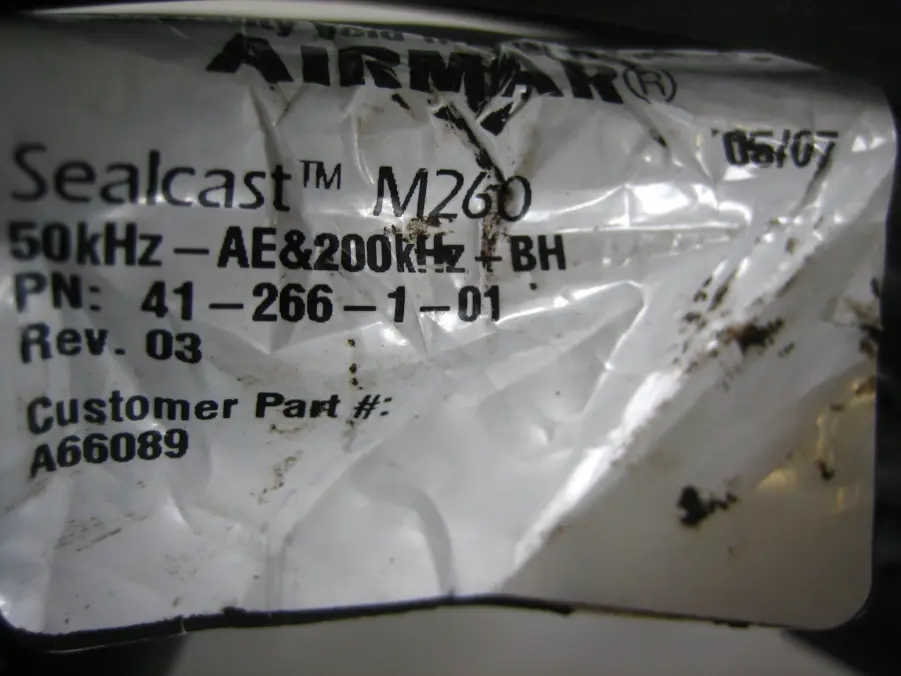 AIRMAR®
05/07
Sealcast™ M260
50kHz-AE&200kHz-BH
PN: 41-266-1-01
Rev. 03
Customer Part #:
A66089